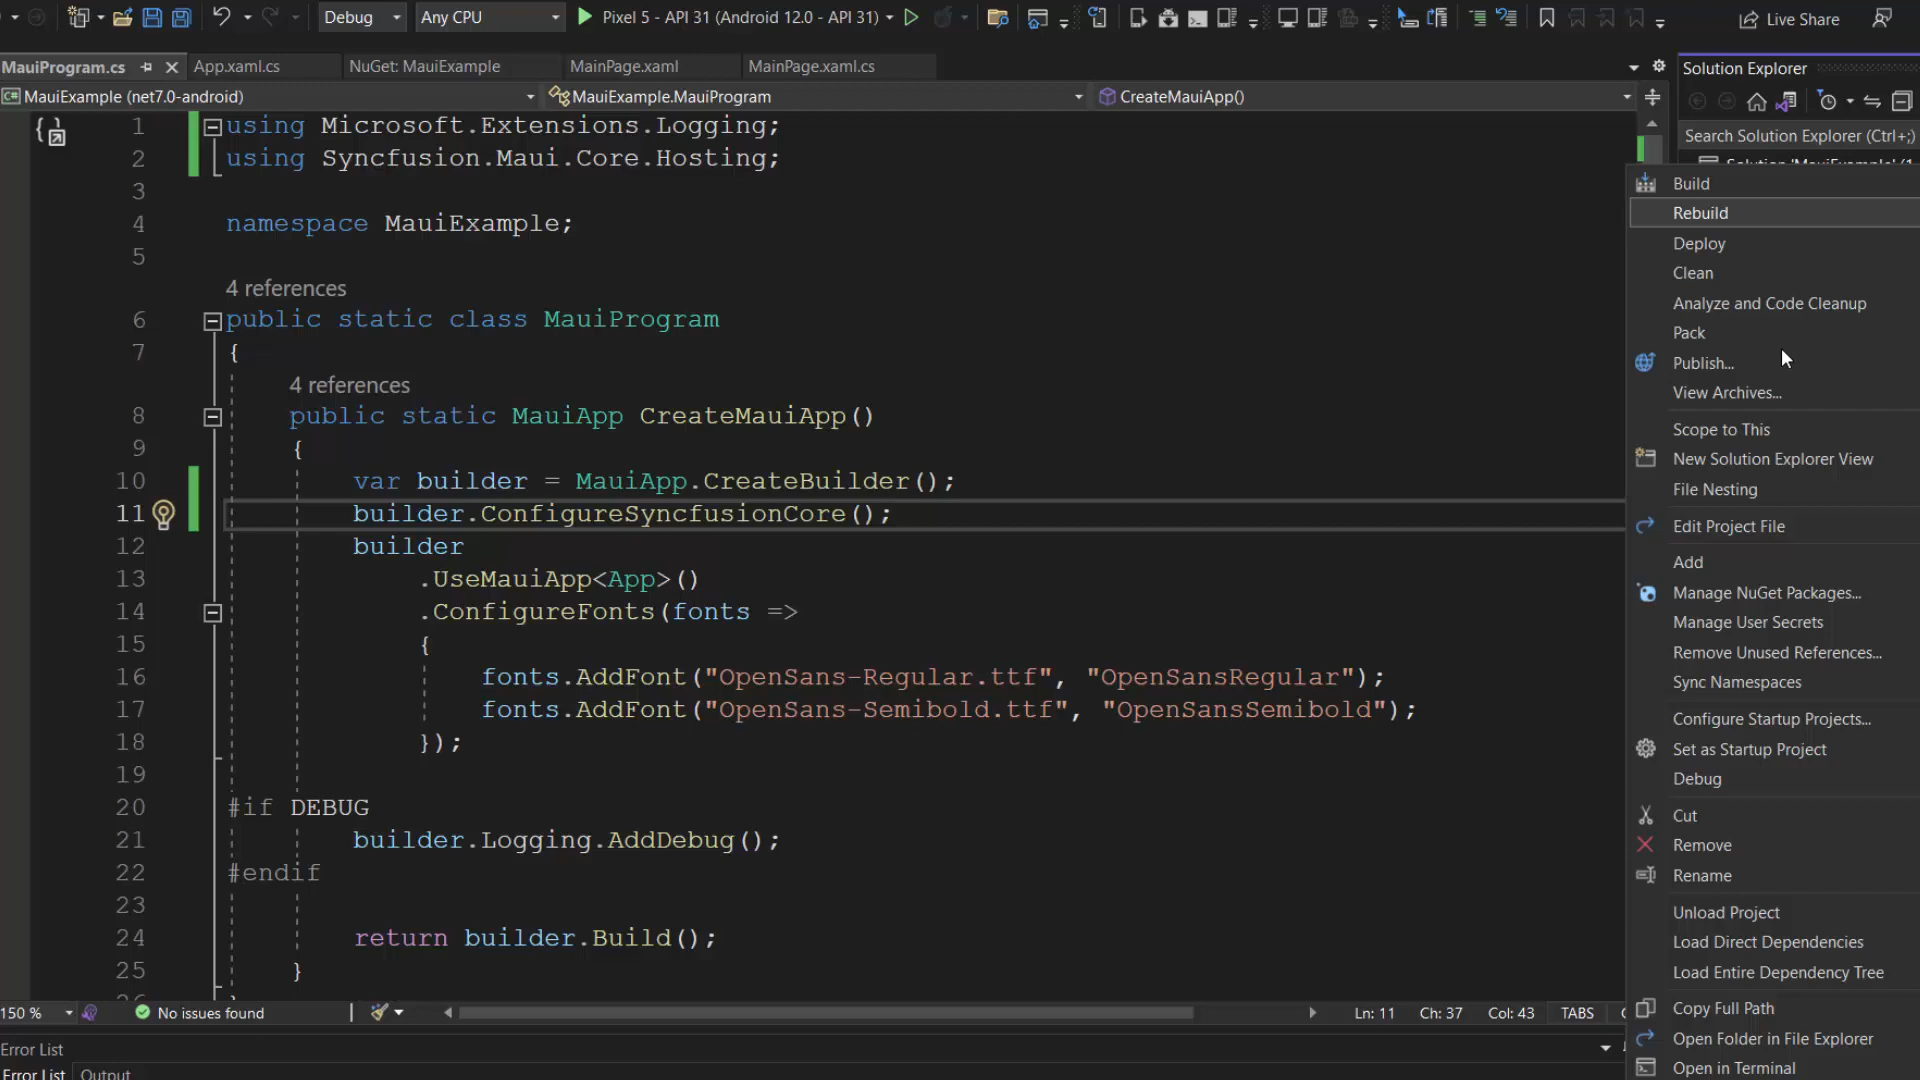 Debug
Any CPU
Pixel 5 - API 31 (Android 12.0 - API 31)
Live Share
MauiProgram.cs
App.xaml.cs
NuGet: MauiExample
MainPage.xaml
MainPage.xaml.cs
Solution Explorer
MauiExample (net7.0-android)
MauiExample.MauiProgram
CreateMauiApp()
Search Solution Explorer (Ctrl+;)
Solution 'MauiExample' (1
1 using Microsoft.Extensions.Logging;
2 using Syncfusion.Maui.Core.Hosting;
3
4 namespace MauiExample;
5
4 references
6 public static class MauiProgram
7 {
4 references
8 public static MauiApp CreateMauiApp()
9 {
10 var builder = MauiApp.CreateBuilder();
11 builder.ConfigureSyncfusionCore();
12 builder
13 .UseMauiApp<App>()
14 .ConfigureFonts(fonts =>
15 {
16 fonts.AddFont("OpenSans-Regular.ttf", "OpenSansRegular");
17 fonts.AddFont("OpenSans-Semibold.ttf", "OpenSansSemibold");
18 });
19
20 #if DEBUG
21 builder.Logging.AddDebug();
22 #endif
23
24 return builder.Build();
25 }
Build
Rebuild
Deploy
Clean
Analyze and Code Cleanup
Pack
Publish...
View Archives...
Scope to This
New Solution Explorer View
File Nesting
Edit Project File
Add
Manage NuGet Packages...
Manage User Secrets
Remove Unused References...
Sync Namespaces
Configure Startup Projects...
Set as Startup Project
Debug
Cut
Remove
Rename
Unload Project
Load Direct Dependencies
Load Entire Dependency Tree
Copy Full Path
Open Folder in File Explorer
Open in Terminal
150 %
No issues found
Ln: 11
Ch: 37
Col: 43
TABS
Error List
Error List
Output